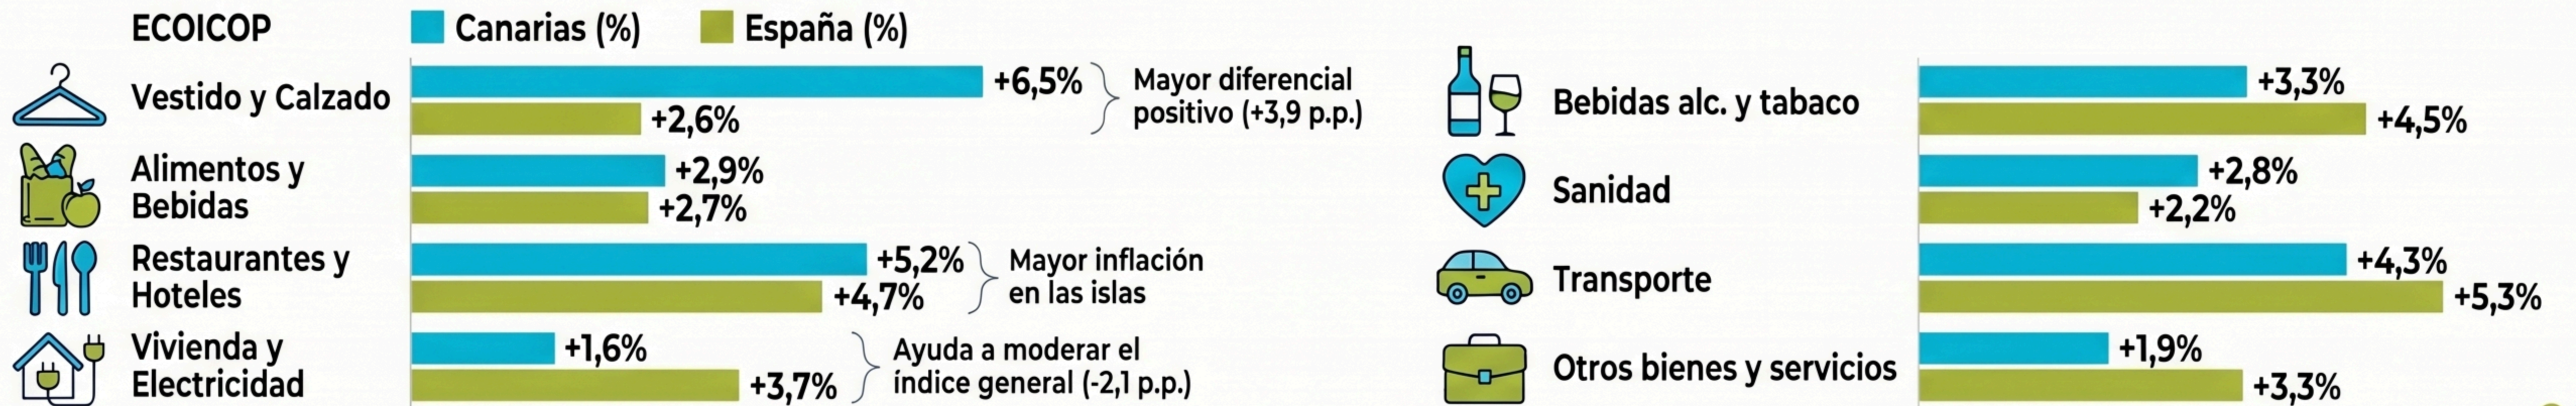 ECOICOP
Canarias (%)
España (%)
Vestido y Calzado
+6,5%
+2,6%
Mayor diferencial
positivo (+3,9 p.p.)
Alimentos y
Bebidas
+2,9%
+2,7%
Restaurantes y
Hoteles
+5,2%
+4,7%
Mayor inflación
en las islas
Vivienda y
Electricidad
+1,6%
+3,7%
Ayuda a moderar el
índice general (-2,1 p.p.)
Bebidas alc. y tabaco
+3,3%
+4,5%
Sanidad
+2,8%
+2,2%
Transporte
+4,3%
+5,3%
Otros bienes y servicios
+1,9%
+3,3%